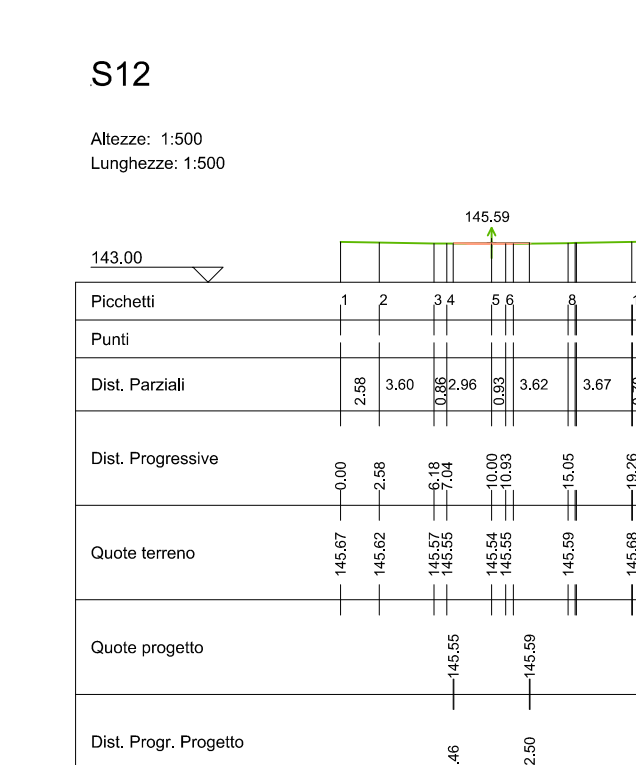 S12
Altezze: 1:500
Lunghezze: 1:500
145.59
143.00
Picchetti 1 2 3 4 5 6 8
Punti
Dist. Parziali 2.58 3.60 0.86 2.96 0.93 3.62 3.67
Dist. Progressive 0.00 2.58 6.18 7.04 10.00 10.93 15.05 19.26
Quote terreno 145.67 145.62 145.57 145.55 145.54 145.55 145.59 145.68
Quote progetto 145.55 145.59
Dist. Progr. Progetto .46 2.50